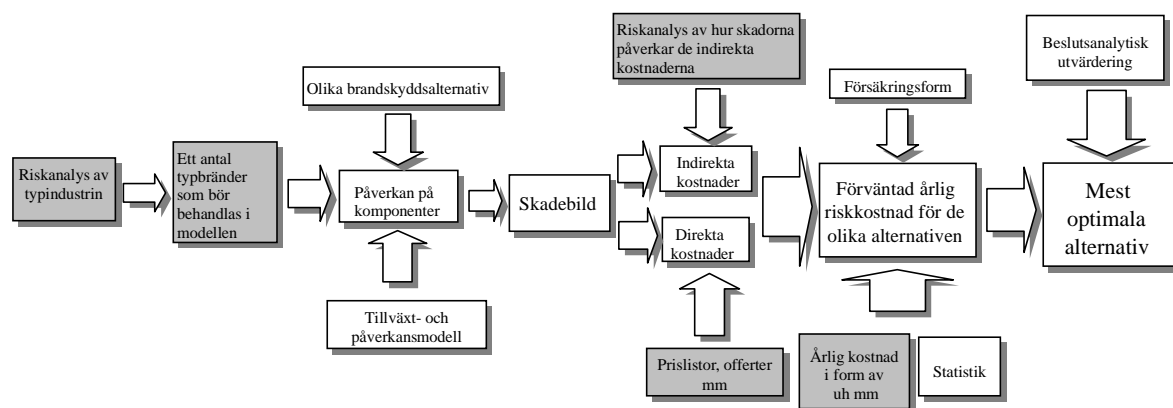 Riskanalys av
typindustrin
Ett antal
typbränder
som bör
behandlas i
modellen
Olika brandskyddsalternativ
Påverkan på
komponenter
Tillväxt- och
påverkansmodell
Skadebild
Riskanalys av hur skadorna
påverkar de indirekta
kostnaderna
Indirekta
kostnader
Direkta
kostnader
Prislistor, offerter
mm
Försäkringsform
Förväntad årlig
riskkostnad för de
olika alternativen
Årlig kostnad
i form av
uh mm
Statistik
Beslutsanalytisk
utvärdering
Mest
optimala
alternativ